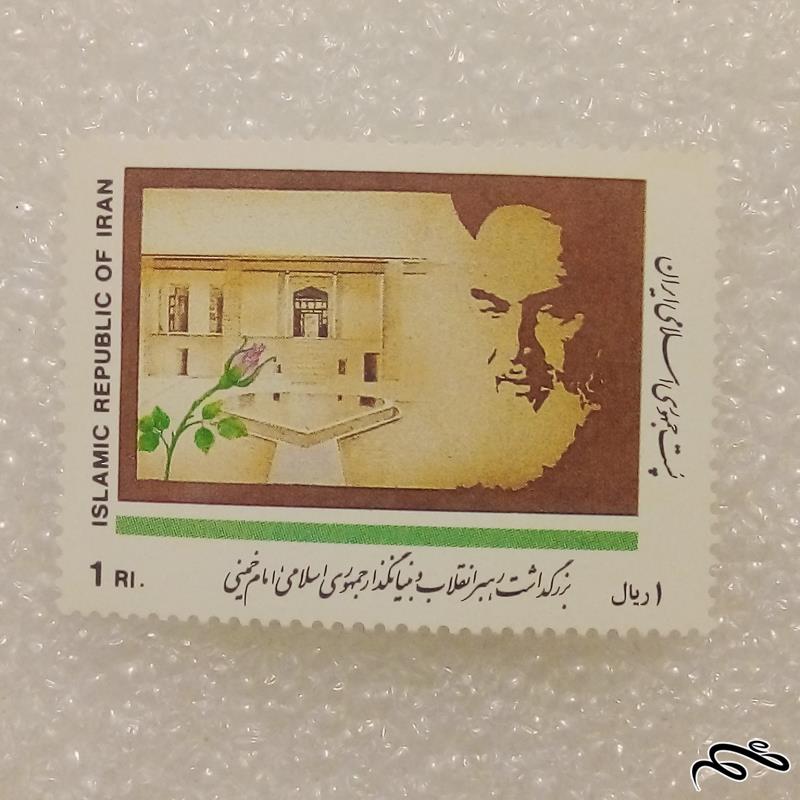 ISLAMIC REPUBLIC OF IRAN
پست جمهوری اسلامی ایران
بزرگداشت رهبر انقلاب و بنیانگذار جمهوری اسلامی امام خمینی
1 RI.
۱ ریال